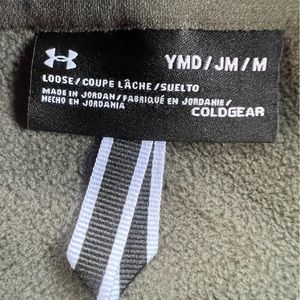 YMD/JM/M
LOOSE/COUPE LÂCHE/SUELTO
MADE IN JORDAN/FABRIQUÉ EN JORDANIE/
HECHO EN JORDANIA
COLDGEAR